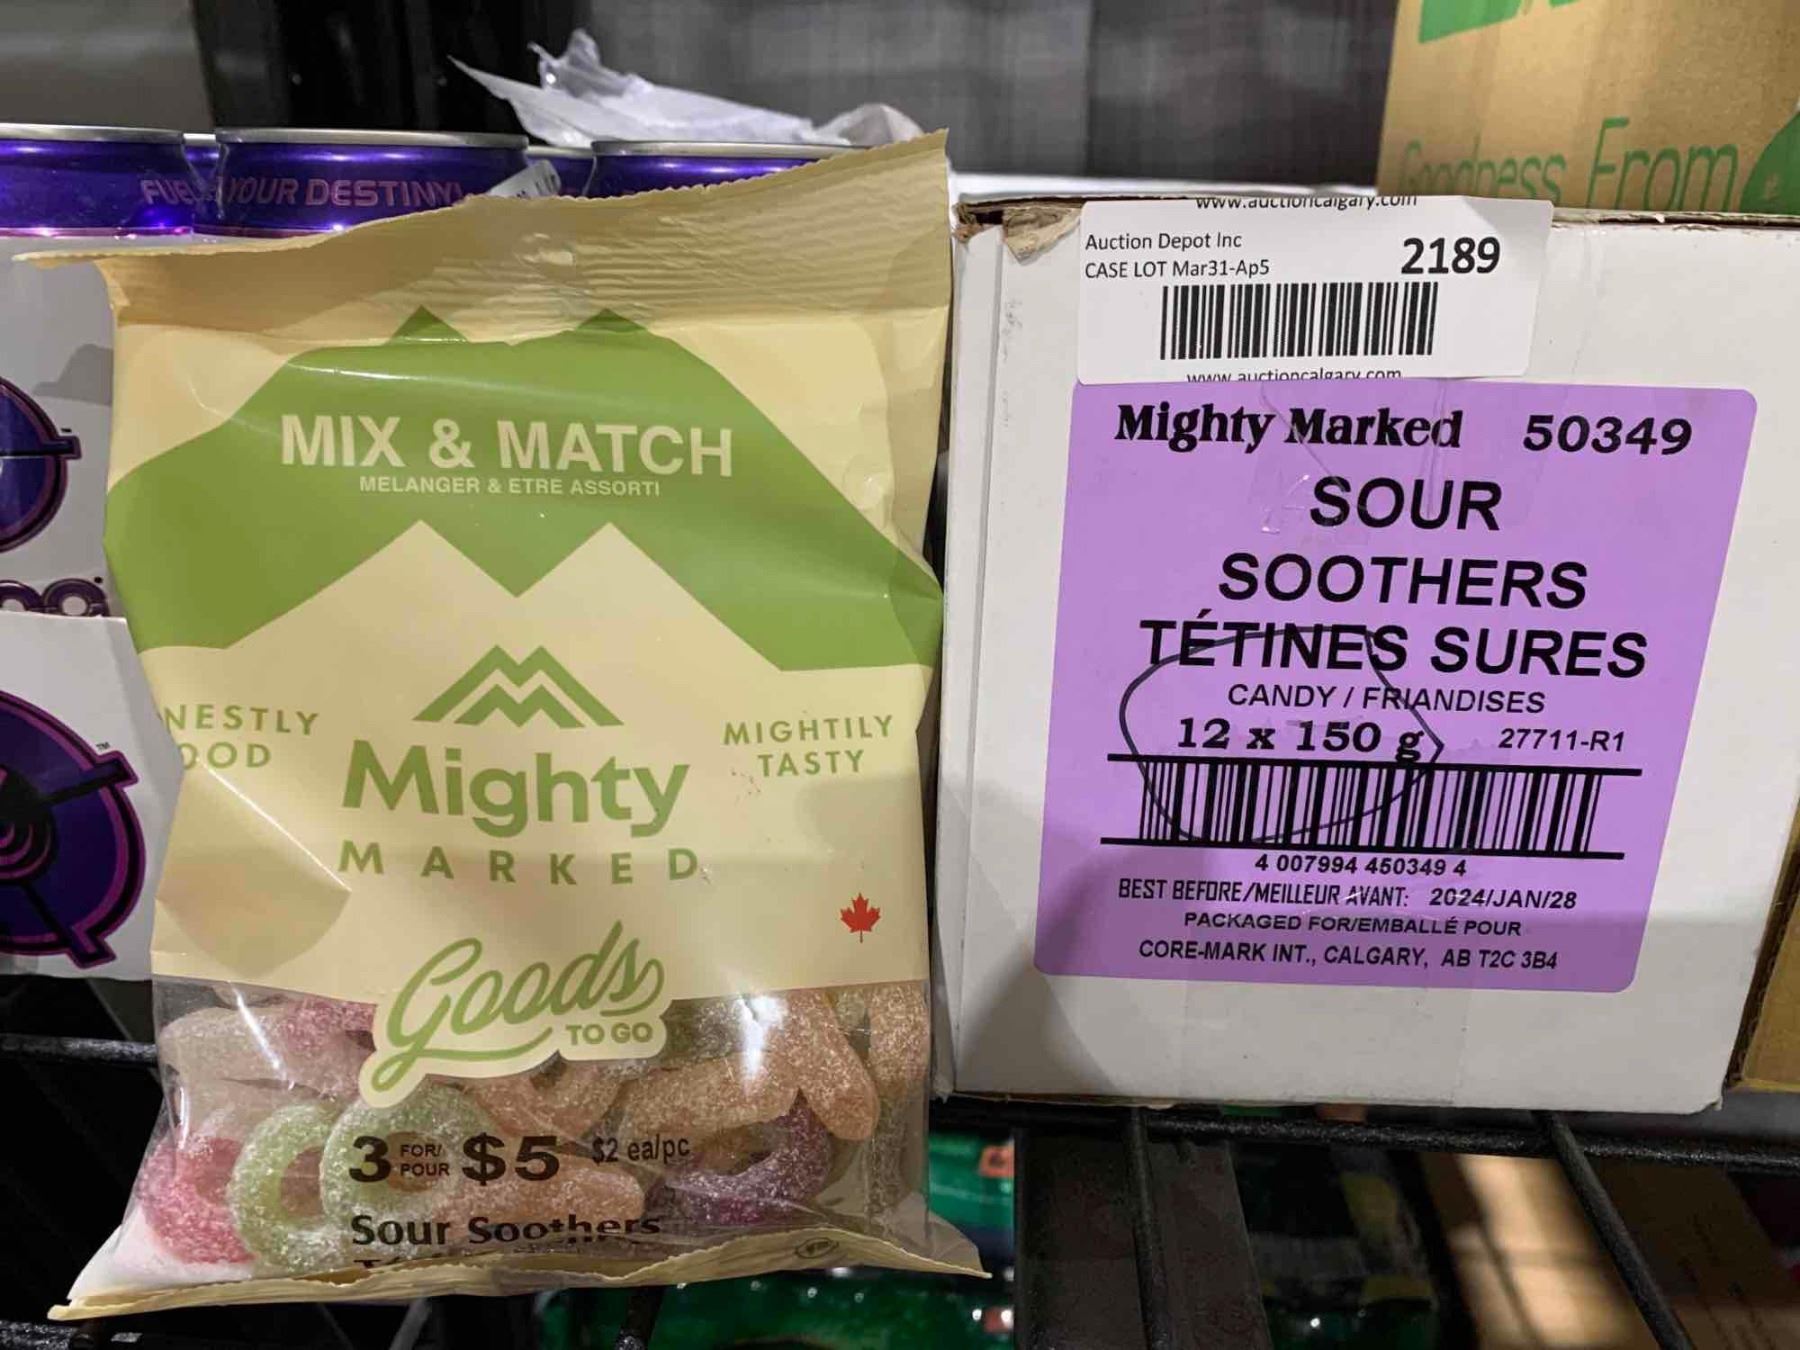 YOUR DESTINY
MIX & MATCH
MELANGER & ETRE ASSORTI
MIGHTILY
TASTY
Mighty
MARKED
Goods
TO GO
3 FOR/ POUR $5 $2 ea/pc
Sour Soothers
www.auctioncalgary.com
Auction Depot Inc
CASE LOT Mar31-Ap5
2189
www.auctioncalgary.com
Mighty Marked 50349
SOUR
SOOTHERS
TÉTINES SURES
CANDY / FRIANDISES
12 x 150 g 27711-R1
4 007994 450349 4
BEST BEFORE/MEILLEUR AVANT: 2024/JAN/28
PACKAGED FOR/EMBALLÉ POUR
CORE-MARK INT., CALGARY, AB T2C 3B4
Goodness From